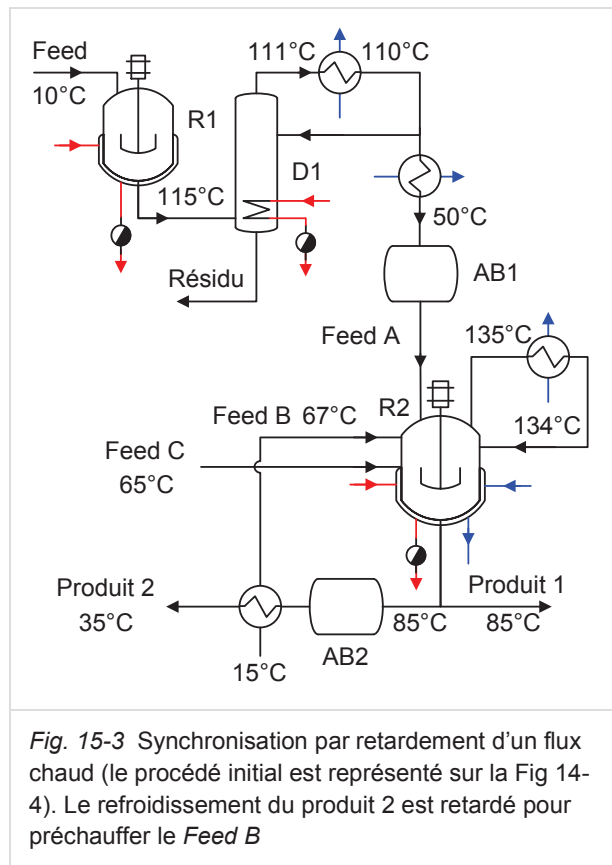 Feed
10°C
R1
115°C
111°C
110°C
D1
50°C
Résidu
AB1
Feed A
135°C
R2
134°C
Feed B 67°C
Feed C
65°C
Produit 2
35°C
15°C
AB2
85°C
Produit 1
85°C
Fig. 15-3 Synchronisation par retardement d'un flux
chaud (le procédé initial est représenté sur la Fig 14-
4). Le refroidissement du produit 2 est retardé pour
préchauffer le Feed B